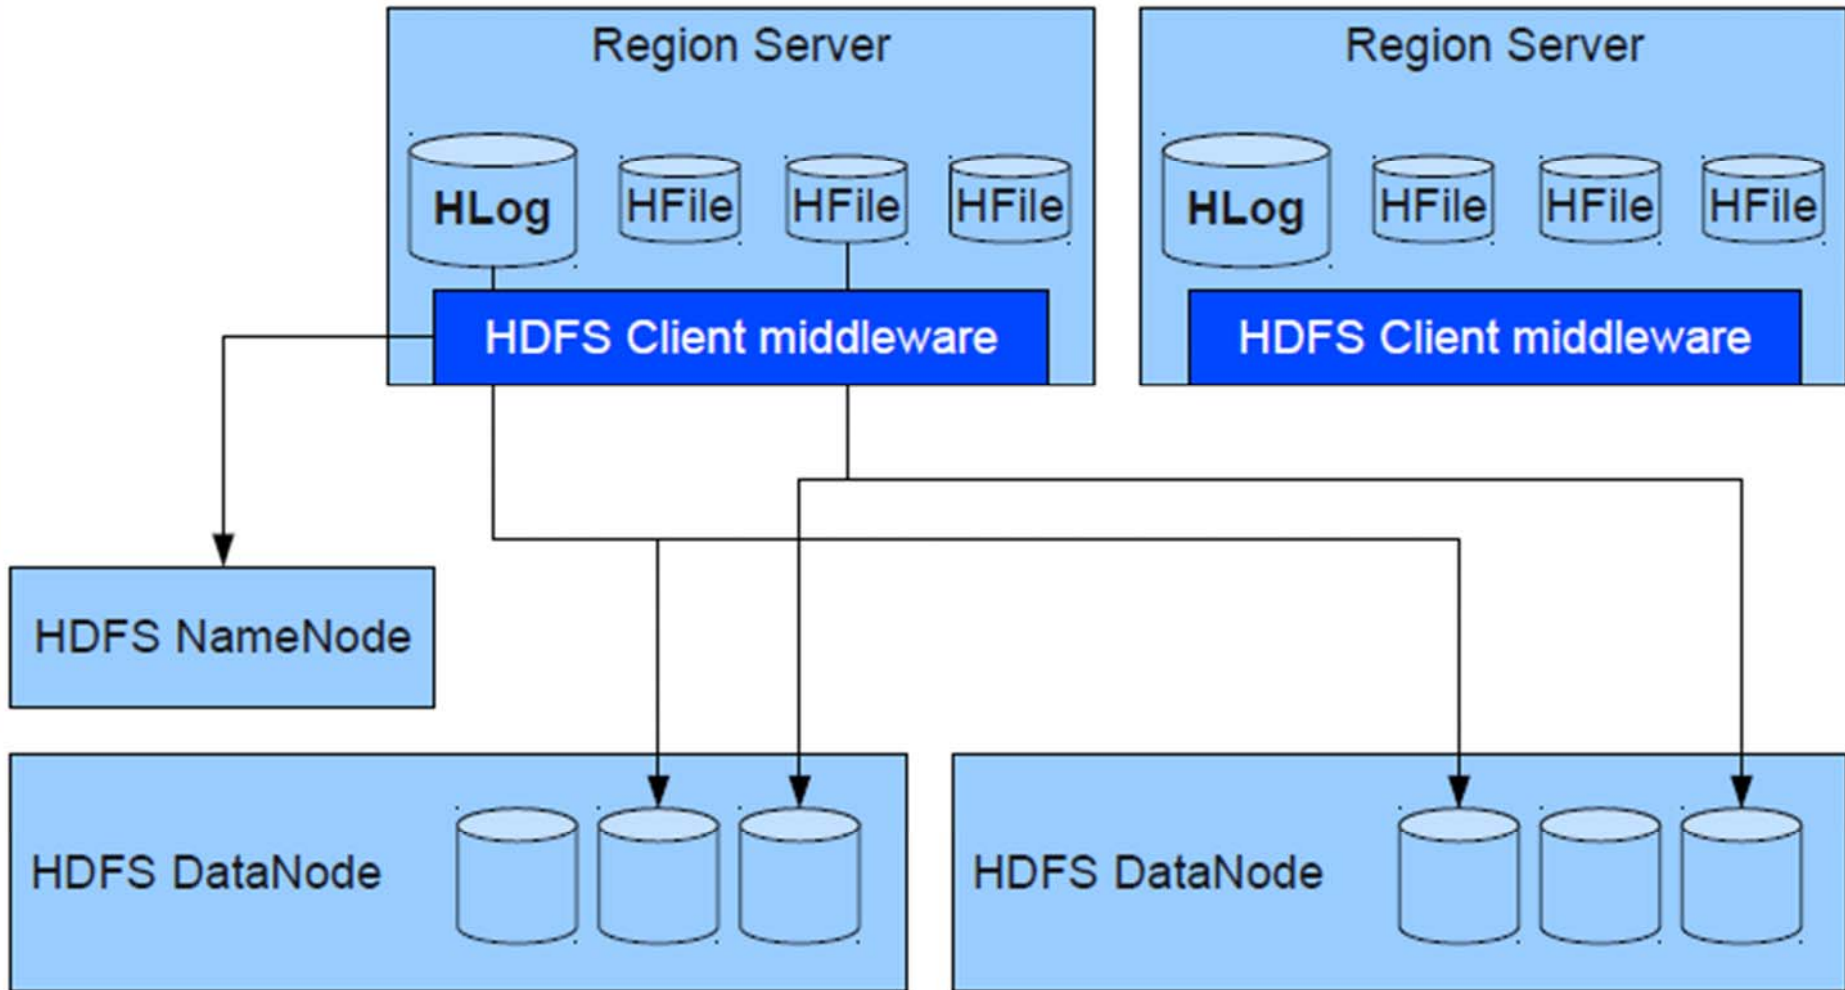 Region Server
Region Server
HLog HFile HFile HFile
HLog HFile HFile HFile
HDFS Client middleware
HDFS Client middleware
HDFS NameNode
HDFS DataNode
HDFS DataNode